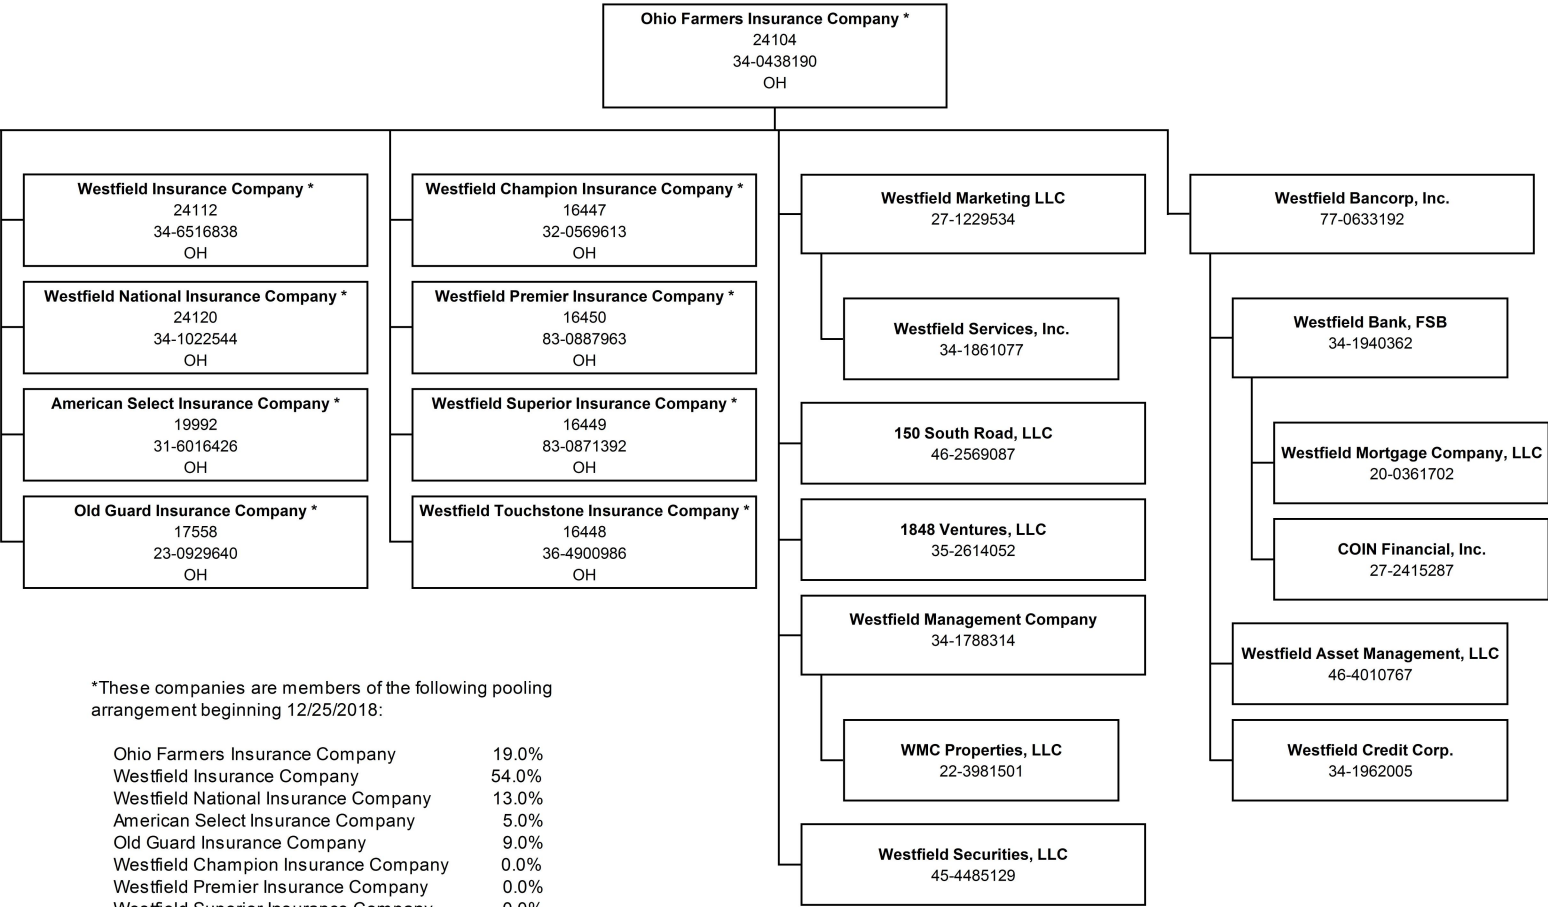 Ohio Farmers Insurance Company *
24104
34-0438190
OH
Westfield Insurance Company *
24112
34-6516838
OH
Westfield National Insurance Company *
24120
34-1022544
OH
American Select Insurance Company *
19992
31-6016426
OH
Old Guard Insurance Company *
17558
23-0929640
OH
Westfield Champion Insurance Company *
16447
32-0569613
OH
Westfield Premier Insurance Company *
16450
83-0887963
OH
Westfield Superior Insurance Company *
16449
83-0871392
OH
Westfield Touchstone Insurance Company *
16448
36-4900986
OH
Westfield Marketing LLC
27-1229534
Westfield Services, Inc.
34-1861077
150 South Road, LLC
46-2569087
1848 Ventures, LLC
35-2614052
Westfield Management Company
34-1788314
WMC Properties, LLC
22-3981501
Westfield Securities, LLC
45-4485129
Westfield Bancorp, Inc.
77-0633192
Westfield Bank, FSB
34-1940362
Westfield Mortgage Company, LLC
20-0361702
COIN Financial, Inc.
27-2415287
Westfield Asset Management, LLC
46-4010767
Westfield Credit Corp.
34-1962005
*These companies are members of the following pooling
arrangement beginning 12/25/2018:
Ohio Farmers Insurance Company 19.0%
Westfield Insurance Company 54.0%
Westfield National Insurance Company 13.0%
American Select Insurance Company 5.0%
Old Guard Insurance Company 9.0%
Westfield Champion Insurance Company 0.0%
Westfield Premier Insurance Company 0.0%
Westfield Superior Insurance Company 0.0%